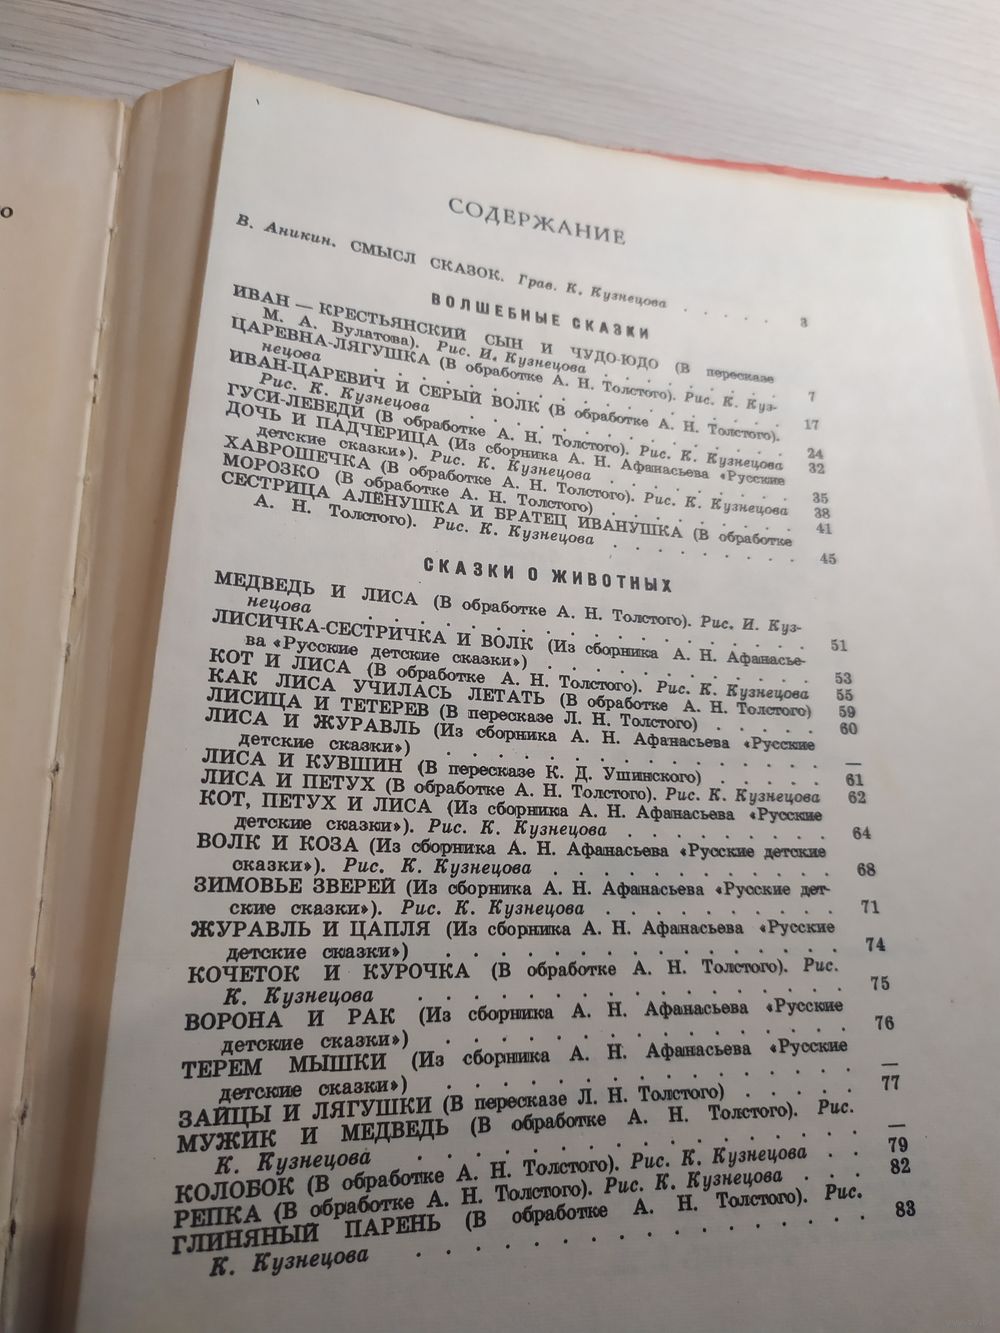 о
СОДЕРЖАНИЕ
В. Аникин. СМЫСЛ СКАЗОК. Грав. К. Кузнецова . . . . . 3
ВОЛШЕБНЫЕ СКАЗКИ
ИВАН — КРЕСТЬЯНСКИЙ СЫН И ЧУДО-ЮДО (В пересказе
М. А. Булатова). Рис. И. Кузнецова . . . . . . . 7
ЦАРЕВНА-ЛЯГУШКА (В обработке А. Н. Толстого). Рис. К. Куз-
нецова . . . . . . . . . . . . . . 17
ИВАН-ЦАРЕВИЧ И СЕРЫЙ ВОЛК (В обработке А. Н. Толстого).
Рис. К. Кузнецова . . . . . . . . . . . 24
ГУСИ-ЛЕБЕДИ (В обработке А. Н. Толстого). Рис. К. Кузнецова 32
ДОЧЬ И ПАДЧЕРИЦА (Из сборника А. Н. Афанасьева «Русские
детские сказки»). Рис. К. Кузнецова . . . . . . . 35
ХАВРОШЕЧКА (В обработке А. Н. Толстого). Рис. К. Кузнецова 38
МОРОЗКО (В обработке А. Н. Толстого) . . . . . . . 41
СЕСТРИЦА АЛЁНУШКА И БРАТЕЦ ИВАНУШКА (В обработке
А. Н. Толстого). Рис. К. Кузнецова . . . . . . . 45
СКАЗКИ О ЖИВОТНЫХ
МЕДВЕДЬ И ЛИСА (В обработке А. Н. Толстого). Рис. И. Куз-
нецова . . . . . . . . . . . . . . . 51
ЛИСИЧКА-СЕСТРИЧКА И ВОЛК (Из сборника А. Н. Афанасье-
ва «Русские детские сказки») . . . . . . . . . 53
КОТ И ЛИСА (В обработке А. Н. Толстого). Рис. К. Кузнецова 55
КАК ЛИСА УЧИЛАСЬ ЛЕТАТЬ (В обработке А. Н. Толстого) 59
ЛИСИЦА И ТЕТЕРЕВ (В пересказе Л. Н. Толстого) . . . . . 60
ЛИСА И ЖУРАВЛЬ (Из сборника А. Н. Афанасьева «Русские
детские сказки») . . . . . . . . . . . . . —
ЛИСА И КУВШИН (В пересказе К. Д. Ушинского) . . . . . 61
ЛИСА И ПЕТУХ (В обработке А. Н. Толстого). Рис. К. Кузнецова 62
КОТ, ПЕТУХ И ЛИСА (Из сборника А. Н. Афанасьева «Русские
детские сказки»). Рис. К. Кузнецова . . . . . . . 64
ВОЛК И КОЗА (Из сборника А. Н. Афанасьева «Русские детские
сказки»). Рис. К. Кузнецова . . . . . . . . . . 68
ЗИМОВЬЕ ЗВЕРЕЙ (Из сборника А. Н. Афанасьева «Русские дет-
ские сказки»). Рис. К. Кузнецова . . . . . . . . 71
ЖУРАВЛЬ И ЦАПЛЯ (Из сборника А. Н. Афанасьева «Русские
детские сказки») . . . . . . . . . . . . . . 74
КОЧЕТОК И КУРОЧКА (В обработке А. Н. Толстого). Рис.
К. Кузнецова . . . . . . . . . . . . . . . 75
ВОРОНА И РАК (Из сборника А. Н. Афанасьева «Русские
детские сказки») . . . . . . . . . . . . . . 76
ТЕРЕМ МЫШКИ (Из сборника А. Н. Афанасьева «Русские
детские сказки») . . . . . . . . . . . . . . —
ЗАЙЦЫ И ЛЯГУШКИ (В пересказе Л. Н. Толстого) . . . . 77
МУЖИК И МЕДВЕДЬ (В обработке А. Н. Толстого). Рис.
К. Кузнецова . . . . . . . . . . . . . . . —
КОЛОБОК (В обработке А. Н. Толстого). Рис. К. Кузнецова . . 79
РЕПКА (В обработке А. Н. Толстого). Рис. К. Кузнецова . . . 82
ГЛИНЯНЫЙ ПАРЕНЬ (В обработке А. Н. Толстого). Рис.
К. Кузнецова . . . . . . . . . . . . . . . 83